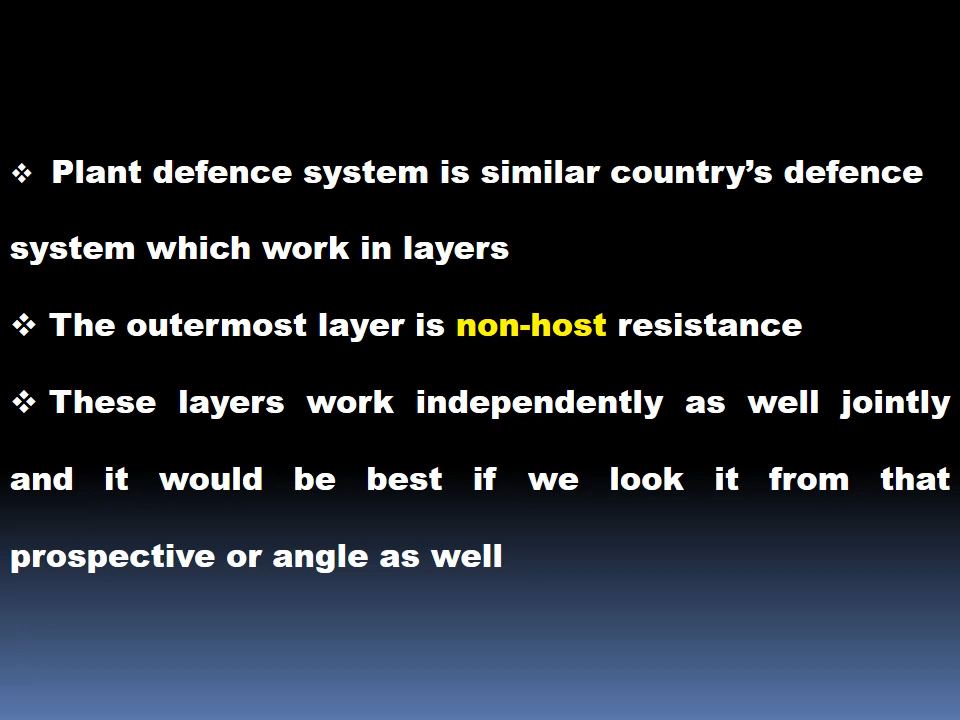 ❖ Plant defence system is similar country’s defence
system which work in layers
❖ The outermost layer is non-host resistance
❖ These layers work independently as well jointly
and it would be best if we look it from that
prospective or angle as well